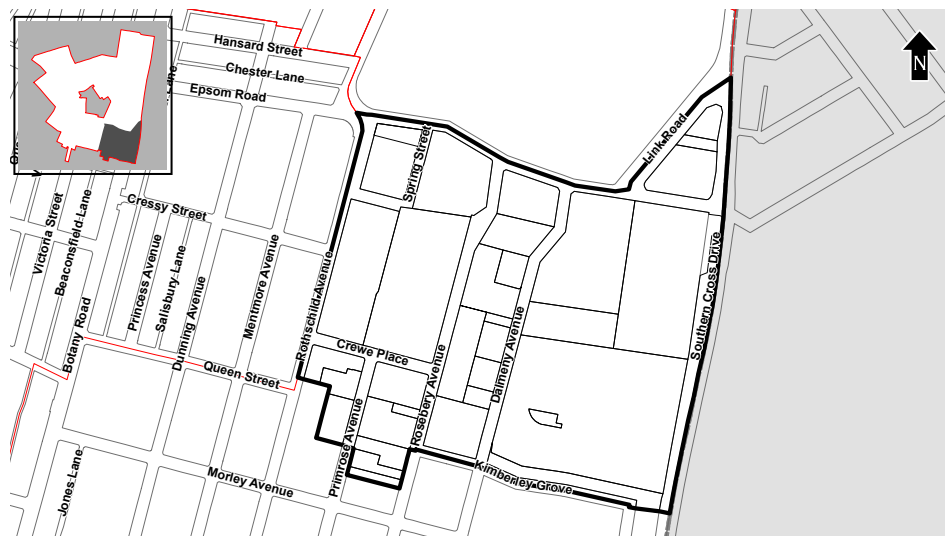 Hansard Street
Chester Lane
Epsom Road
N
Link Road
Spring Street
Cressy Street
Victoria Street
Beaconsfield Lane
Princess Avenue
Salisbury Lane
Dunning Avenue
Mentmore Avenue
Rothschild Avenue
Southern Cross Drive
Botany Road
Queen Street
Crewe Place
Rosebery Avenue
Dalmeny Avenue
Primrose Avenue
Kimberley Grove
Morley Avenue
Jones Lane
Lane